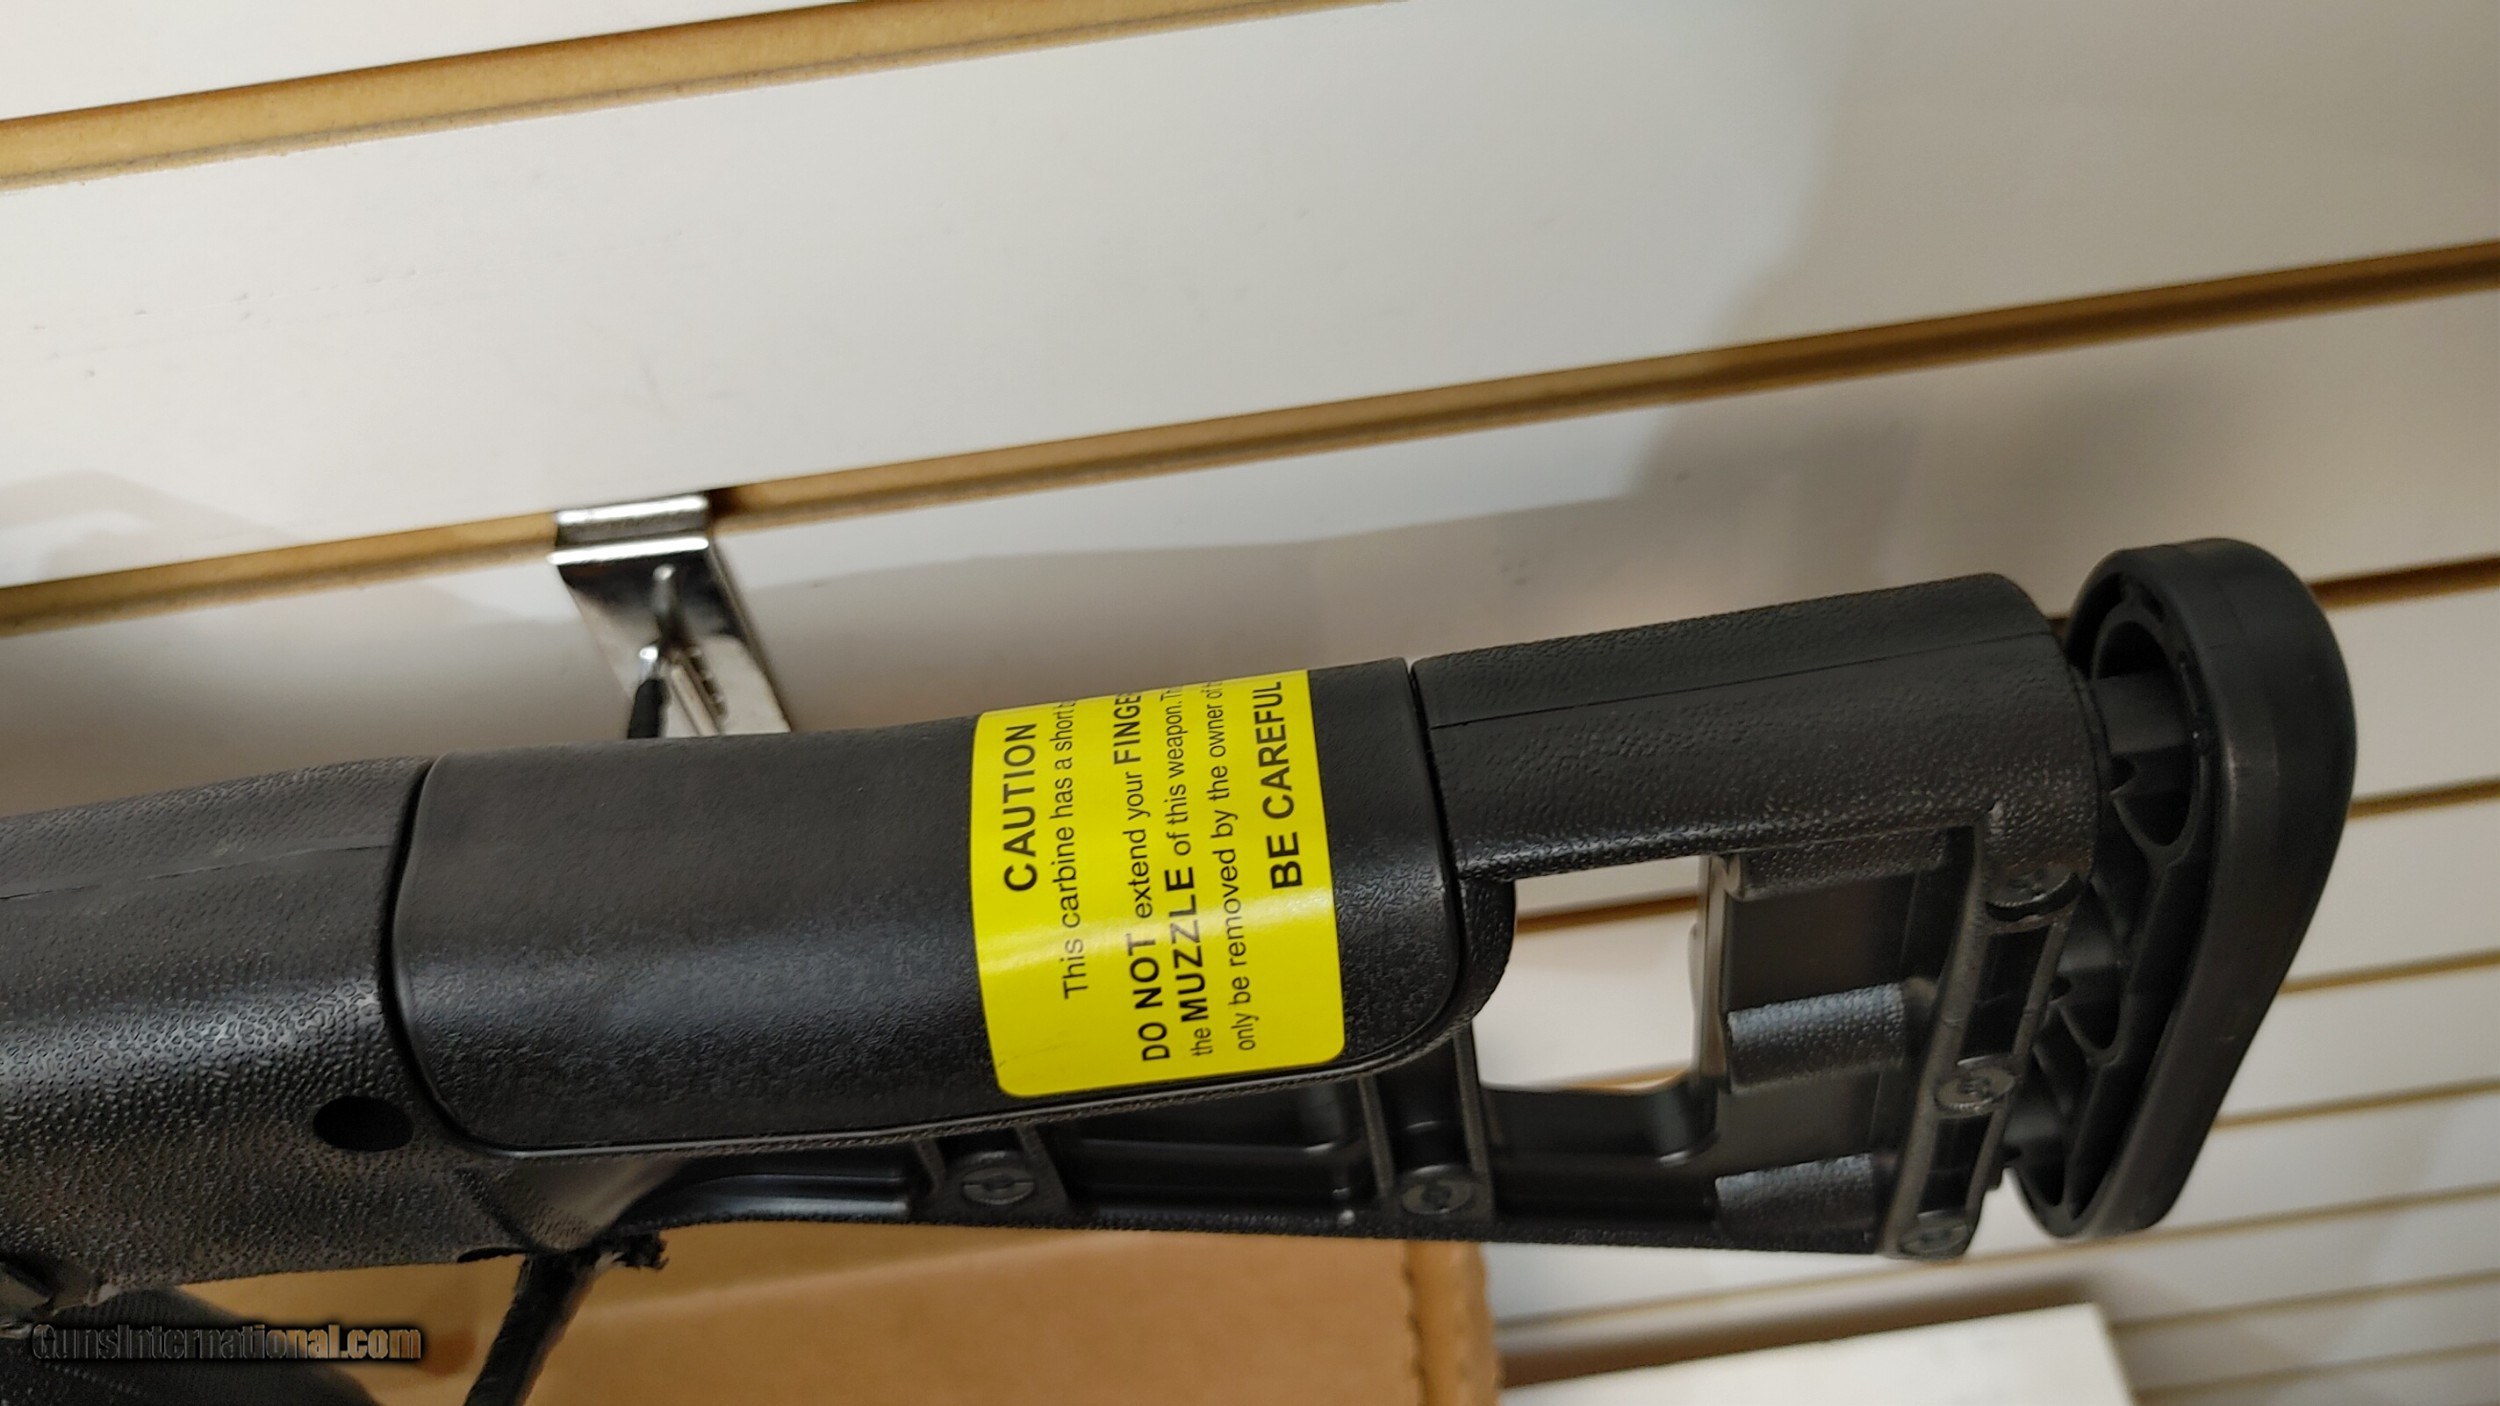 CAUTION
This carbine has a short
DO NOT extend your FINGE
the MUZZLE of this weapon.
only be removed by the owner of
BE CAREFUL
GunsInternational.com